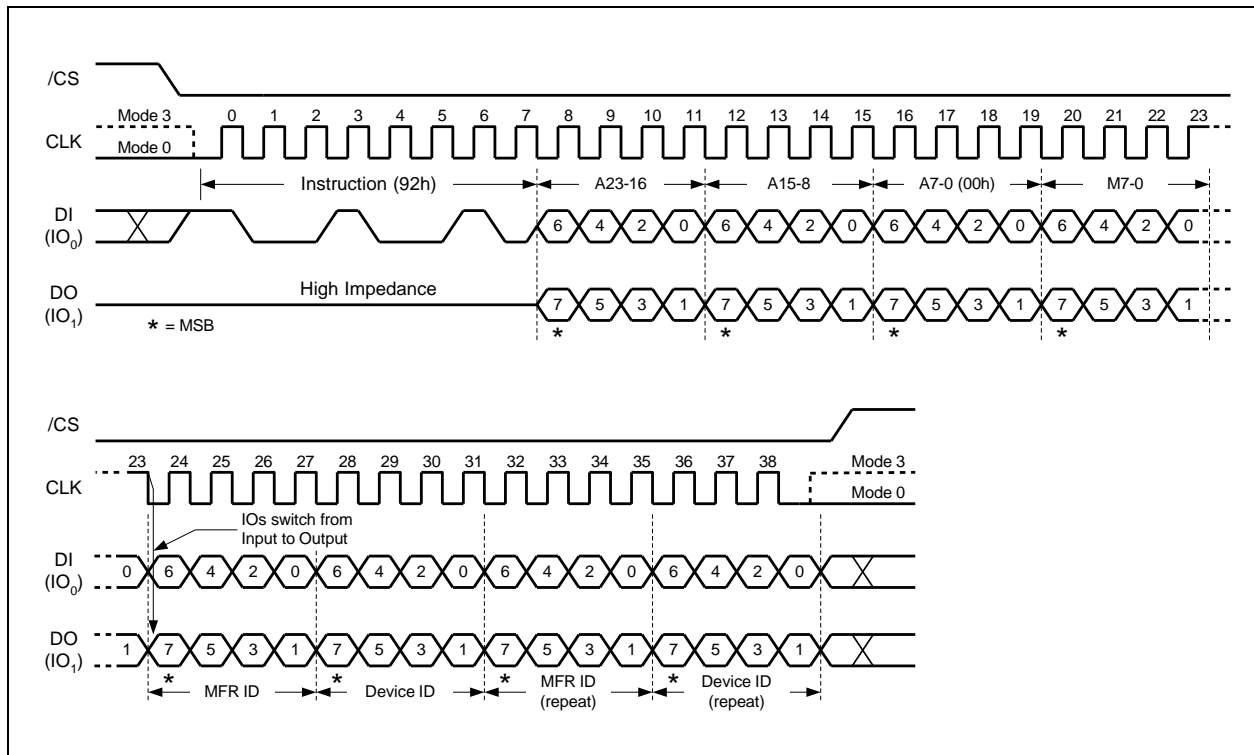 /CS
Mode 3 0 1 2 3 4 5 6 7 8 9 10 11 12 13 14 15 16 17 18 19 20 21 22 23
CLK
Mode 0
Instruction (92h) A23-16 A15-8 A7-0 (00h) M7-0
DI
(IO0)
6 4 2 0 6 4 2 0 6 4 2 0 6 4 2 0
High Impedance
DO
(IO1)
7 5 3 1 7 5 3 1 7 5 3 1 7 5 3 1
* = MSB
* * * *
/CS
23 24 25 26 27 28 29 30 31 32 33 34 35 36 37 38 Mode 3
CLK
Mode 0
IOs switch from
Input to Output
DI
(IO0)
0 6 4 2 0 6 4 2 0 6 4 2 0 6 4 2 0
DO
(IO1)
1 7 5 3 1 7 5 3 1 7 5 3 1 7 5 3 1
* * * *
MFR ID Device ID MFR ID
(repeat)
Device ID
(repeat)